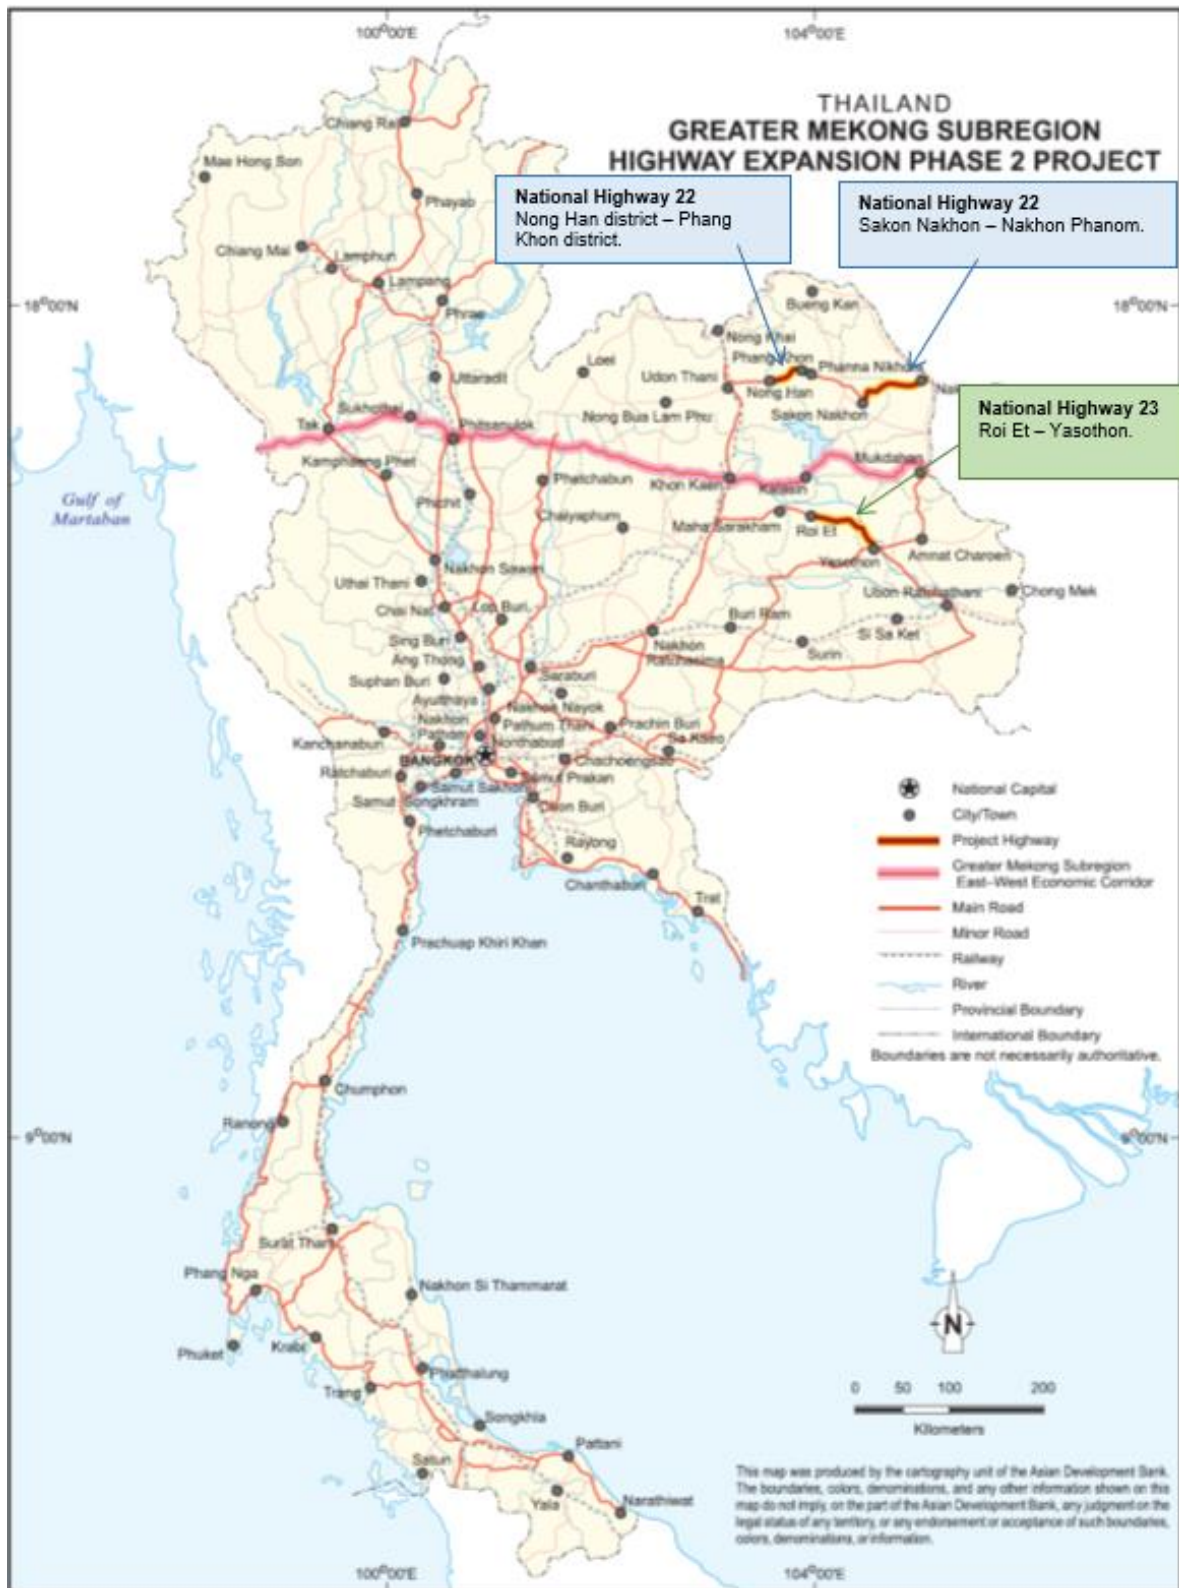 100°00'E
104°00'E
THAILAND
GREATER MEKONG SUBREGION
HIGHWAY EXPANSION PHASE 2 PROJECT
National Highway 22
Nong Han district – Phang
Khon district.
National Highway 22
Sakon Nakhon – Nakhon Phanom.
National Highway 23
Roi Et – Yasothon.
Chiang Rai
Mae Hong Son
Phayab
Chiang Mai
Lamphun
Lampang
Phrae
18°00'N
18°00'N
Bueng Kan
Nong Khai
Phang Khon
Phanna Nikhom
Loei
Udon Thani
Nong Han
Uttaradit
Nong Bua Lam Phu
Sakon Nakhon
Sukhothai
Tak
Phitsanulok
Mukdahan
Kamphaeng Phet
Phetchabun
Khon Kaen
Kalasin
Gulf of
Martaban
Phichit
Chaiyaphum
Maha Sarakham
Roi Et
Yasothon
Amnat Charoen
Nakhon Sawan
Uthai Thani
Ubon Ratchathani
Chong Mek
Chai Nat
Lop Buri
Buri Ram
Si Sa Ket
Sing Buri
Nakhon
Ratchasima
Surin
Ang Thong
Saraburi
Suphan Buri
Ayutthaya
Nakhon Nayok
Nakhon
Pathom
Pathum Thani
Prachin Buri
Kanchanaburi
Nonthaburi
Sa Kaeo
BANGKOK
Chachoengsao
Ratchaburi
Samut Prakan
Samut Sakhon
Samut Songkhram
Chon Buri
Phetchaburi
Rayong
Chanthaburi
Trat
National Capital
City/Town
Project Highway
Greater Mekong Subregion
East–West Economic Corridor
Main Road
Minor Road
Railway
River
Provincial Boundary
International Boundary
Boundaries are not necessarily authoritative.
Prachuap Khiri Khan
Chumphon
Ranong
9°00'N
9°00'N
Surat Thani
Phang Nga
Nakhon Si Thammarat
Phuket
Krabi
Phatthalung
Trang
Songkhla
Pattani
Satun
Yala
Narathiwat
N
0 50 100 200
Kilometers
This map was produced by the cartography unit of the Asian Development Bank.
The boundaries, colors, denominations, and any other information shown on this
map do not imply, on the part of the Asian Development Bank, any judgment on the
legal status of any territory, or any endorsement or acceptance of such boundaries,
colors, denominations, or information.
100°00'E
104°00'E